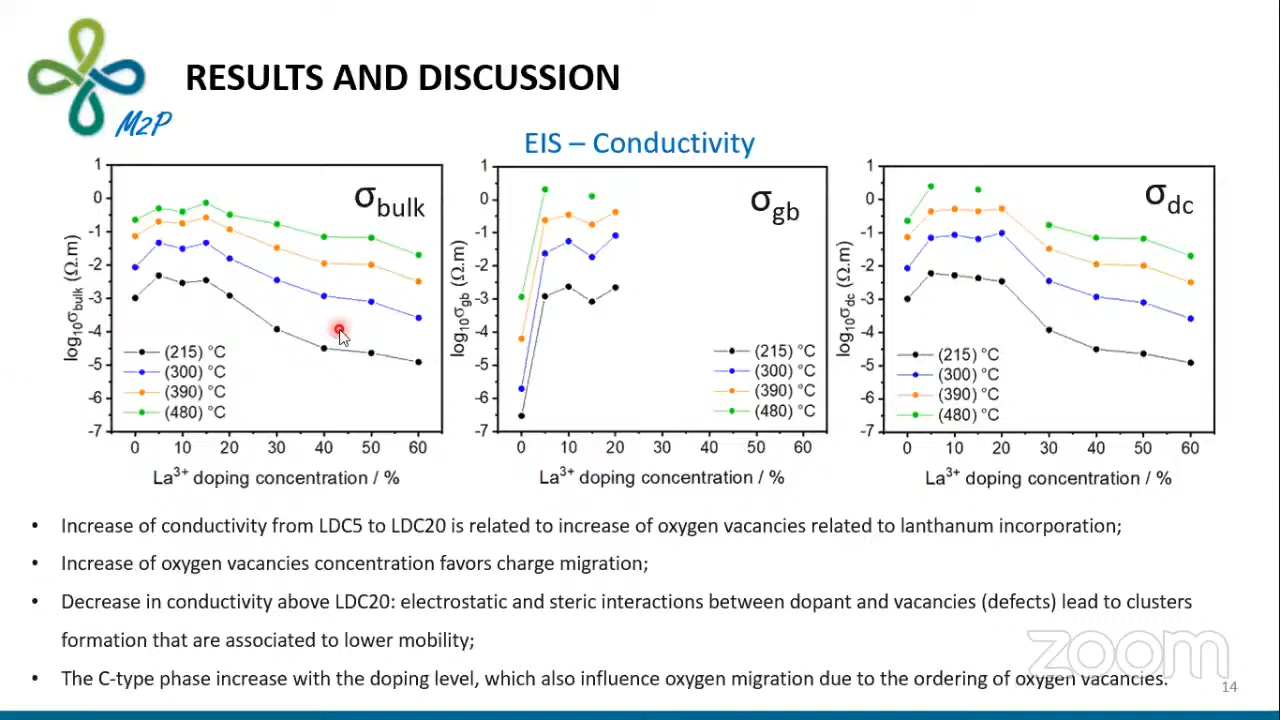 M2P
RESULTS AND DISCUSSION
EIS – Conductivity
1
0
-1
-2
-3
-4
-5
-6
-7
log₁₀σbulk (Ω.m)
σbulk
(215) °C
(300) °C
(390) °C
(480) °C
0 10 20 30 40 50 60
La³⁺ doping concentration / %
1
0
-1
-2
-3
-4
-5
-6
-7
log₁₀σgb (Ω.m)
σgb
(215) °C
(300) °C
(390) °C
(480) °C
0 10 20 30 40 50 60
La³⁺ doping concentration / %
1
0
-1
-2
-3
-4
-5
-6
-7
log₁₀σdc (Ω.m)
σdc
(215) °C
(300) °C
(390) °C
(480) °C
0 10 20 30 40 50 60
La³⁺ doping concentration / %
• Increase of conductivity from LDC5 to LDC20 is related to increase of oxygen vacancies related to lanthanum incorporation;
• Increase of oxygen vacancies concentration favors charge migration;
• Decrease in conductivity above LDC20: electrostatic and steric interactions between dopant and vacancies (defects) lead to clusters
formation that are associated to lower mobility;
• The C-type phase increase with the doping level, which also influence oxygen migration due to the ordering of oxygen vacancies.
zoom
14